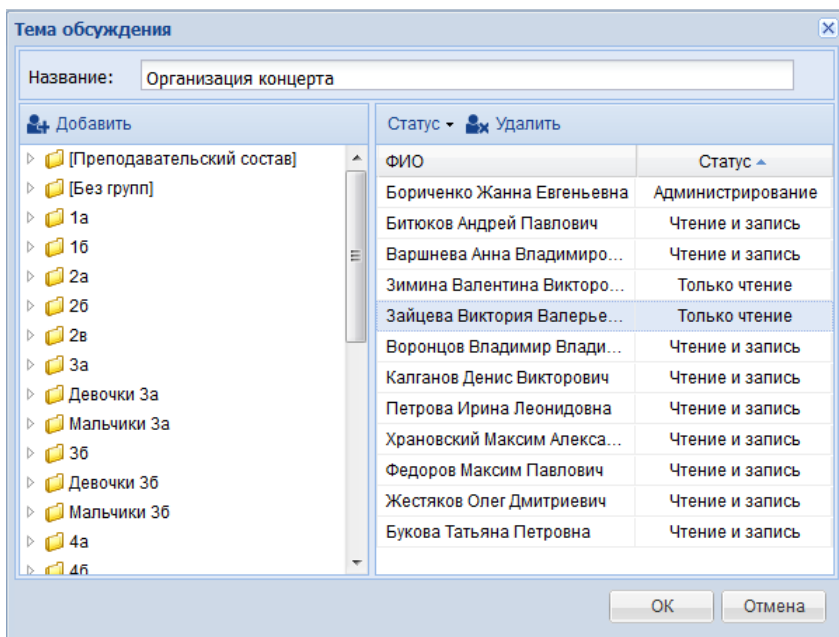 Тема обсуждения
Название: Организация концерта
Добавить
[Преподавательский состав]
[Без групп]
1а
1б
2а
2б
2в
3а
Девочки 3а
Мальчики 3а
3б
Девочки 3б
Мальчики 3б
4а
4б
Статус Удалить
ФИО Статус
Бориченко Жанна Евгеньевна Администрирование
Битюков Андрей Павлович Чтение и запись
Варшнева Анна Владимиро... Чтение и запись
Зимина Валентина Викторо... Только чтение
Зайцева Виктория Валерье... Только чтение
Воронцов Владимир Влади... Чтение и запись
Калганов Денис Викторович Чтение и запись
Петрова Ирина Леонидовна Чтение и запись
Храновский Максим Алекса... Чтение и запись
Федоров Максим Павлович Чтение и запись
Жестяков Олег Дмитриевич Чтение и запись
Букова Татьяна Петровна Чтение и запись
ОК Отмена